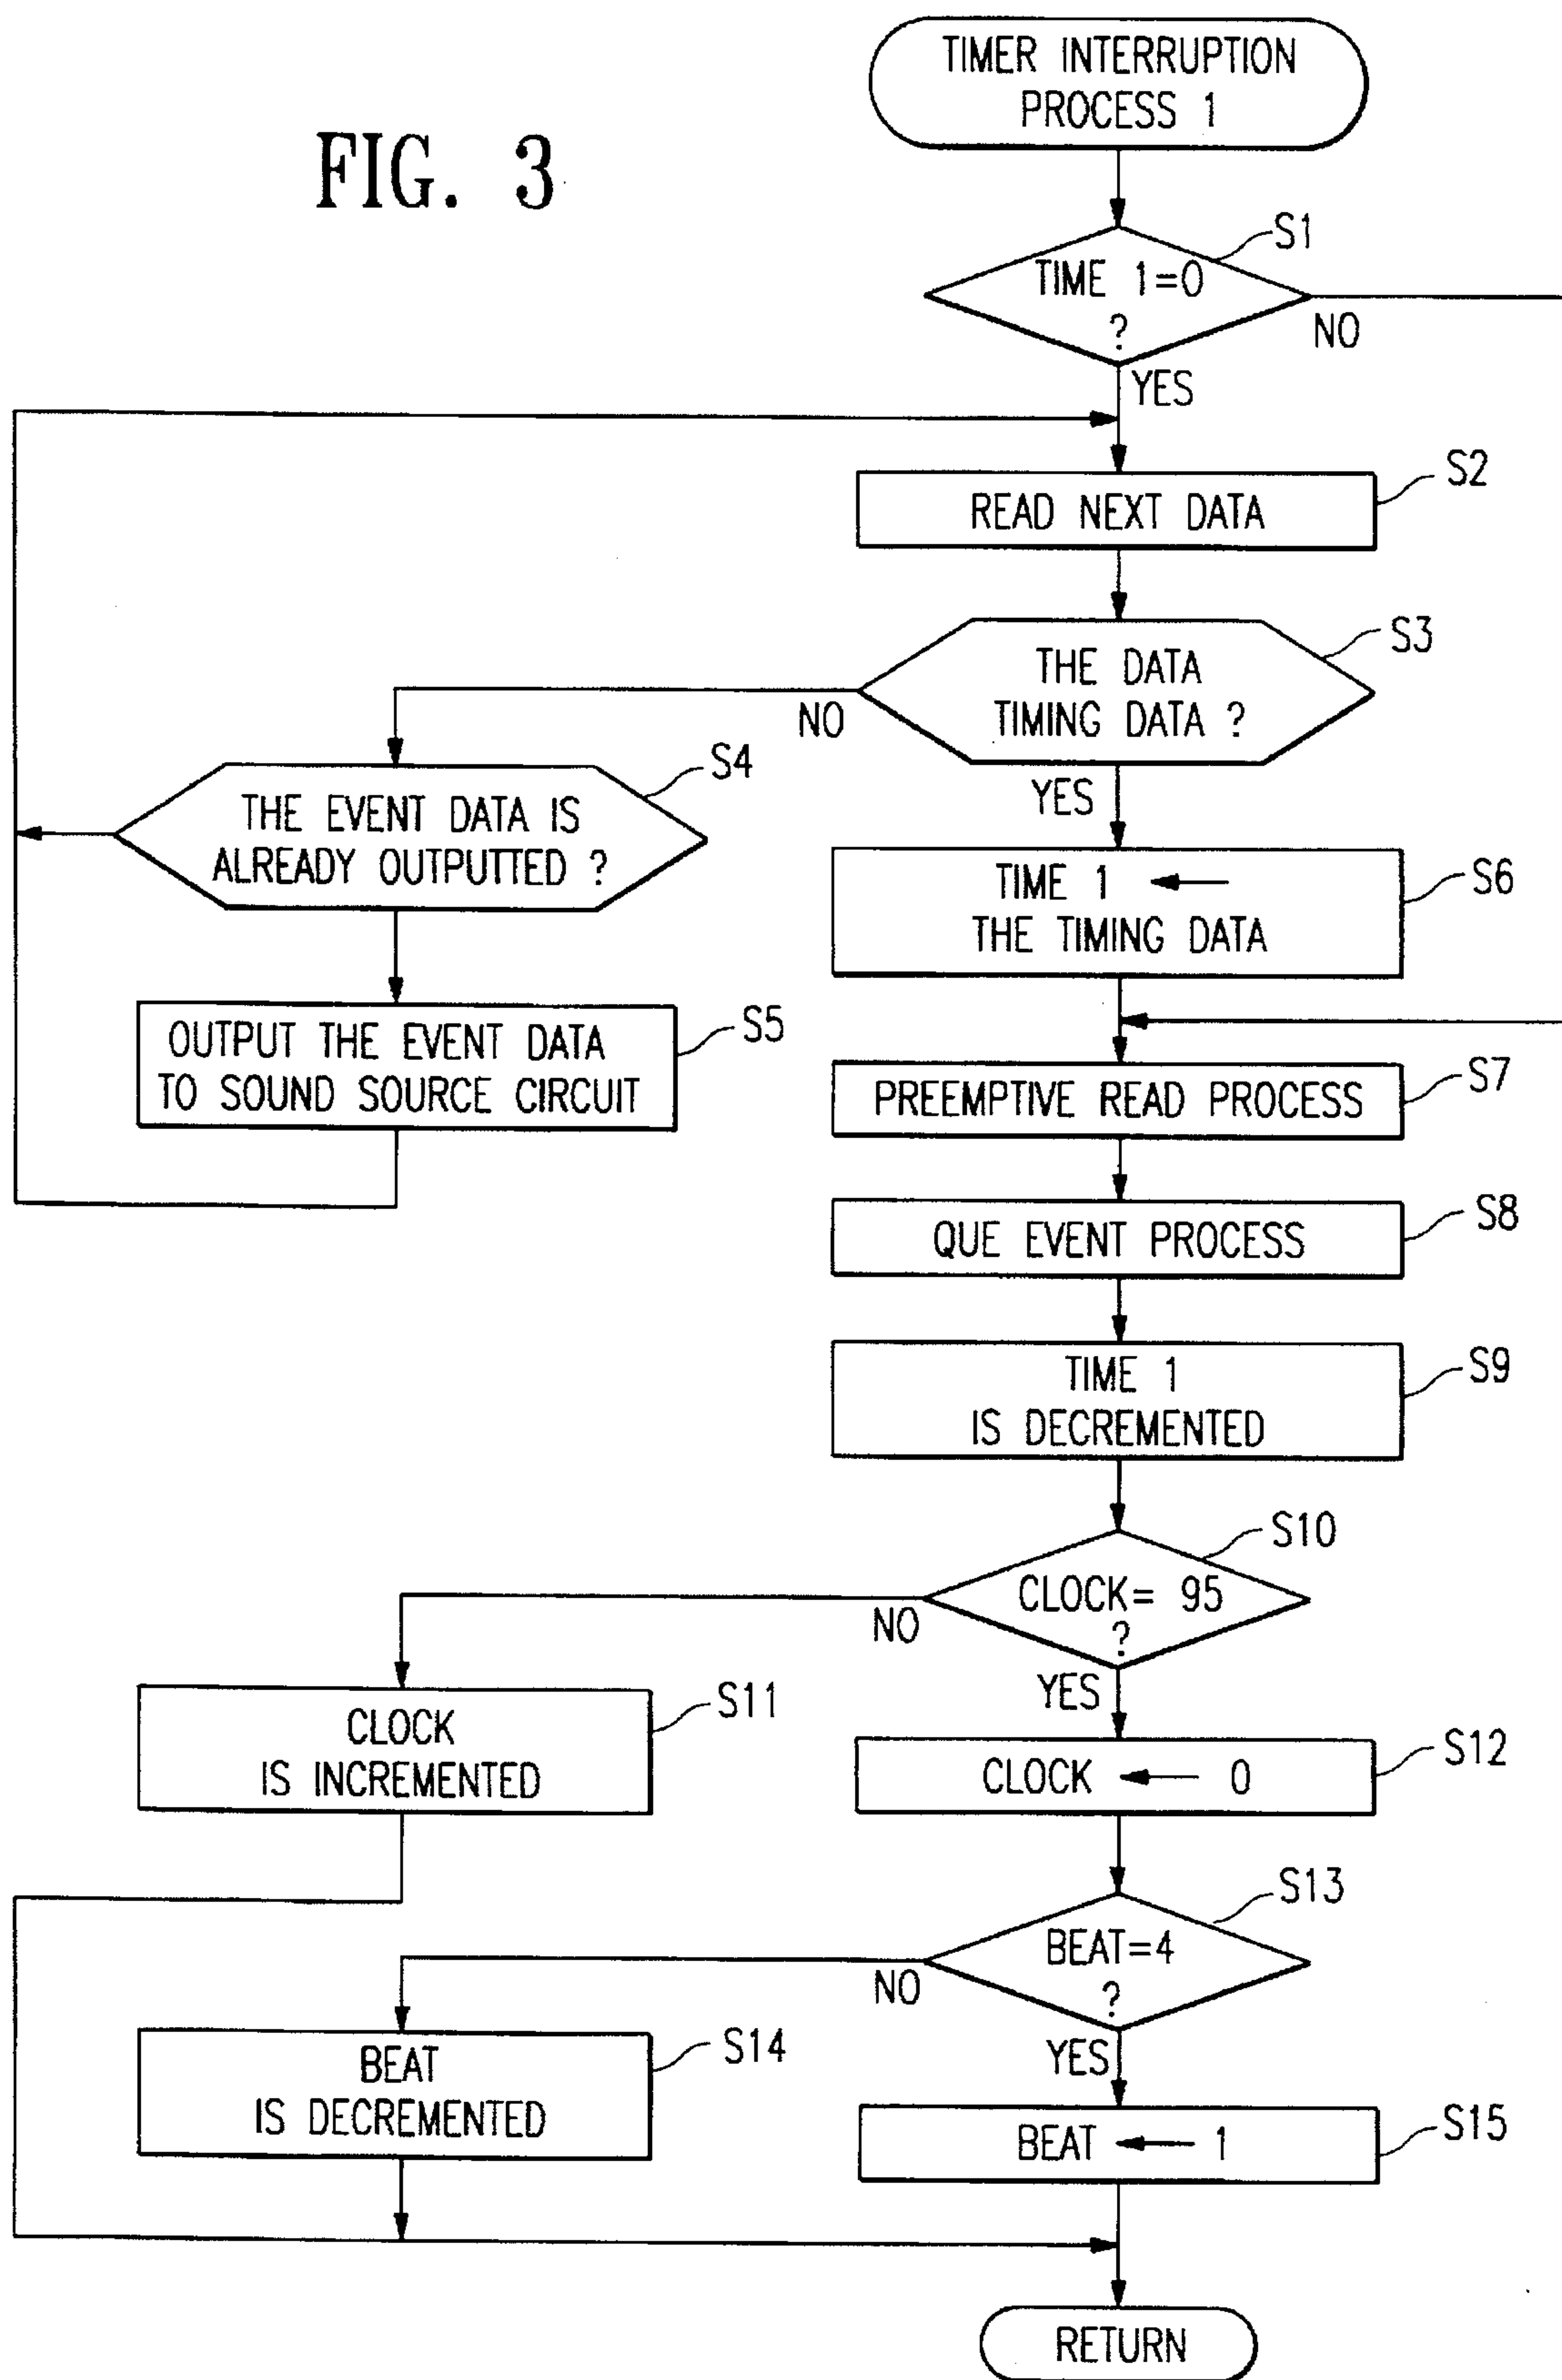 FIG. 3
TIMER INTERRUPTION
PROCESS 1
S1
TIME 1=0
?
NO
YES
S2
READ NEXT DATA
S3
THE DATA
TIMING DATA ?
NO
YES
S4
THE EVENT DATA IS
ALREADY OUTPUTTED ?
S6
TIME 1 ←
THE TIMING DATA
S5
OUTPUT THE EVENT DATA
TO SOUND SOURCE CIRCUIT
S7
PREEMPTIVE READ PROCESS
S8
QUE EVENT PROCESS
S9
TIME 1
IS DECREMENTED
S10
CLOCK= 95
?
NO
YES
S11
CLOCK
IS INCREMENTED
S12
CLOCK ← 0
S13
BEAT=4
?
NO
YES
S14
BEAT
IS DECREMENTED
S15
BEAT ← 1
RETURN